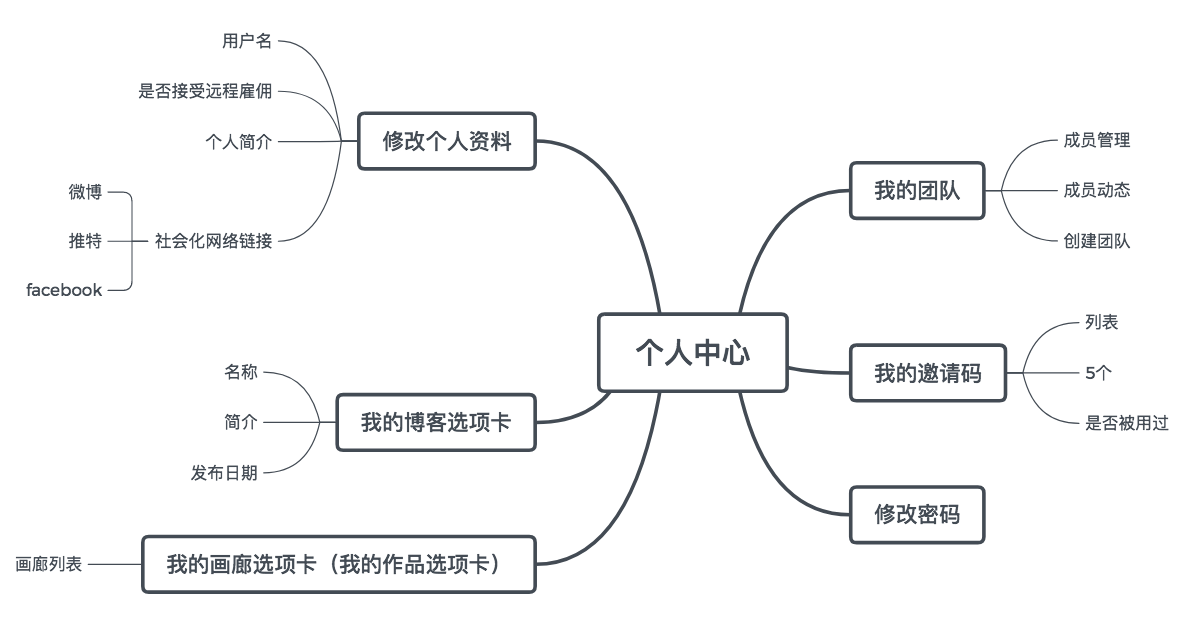 个人中心
修改个人资料
用户名
是否接受远程雇佣
个人简介
社会化网络链接
微博
推特
facebook
我的博客选项卡
名称
简介
发布日期
我的画廊选项卡（我的作品选项卡）
画廊列表
我的团队
成员管理
成员动态
创建团队
我的邀请码
列表
5个
是否被用过
修改密码